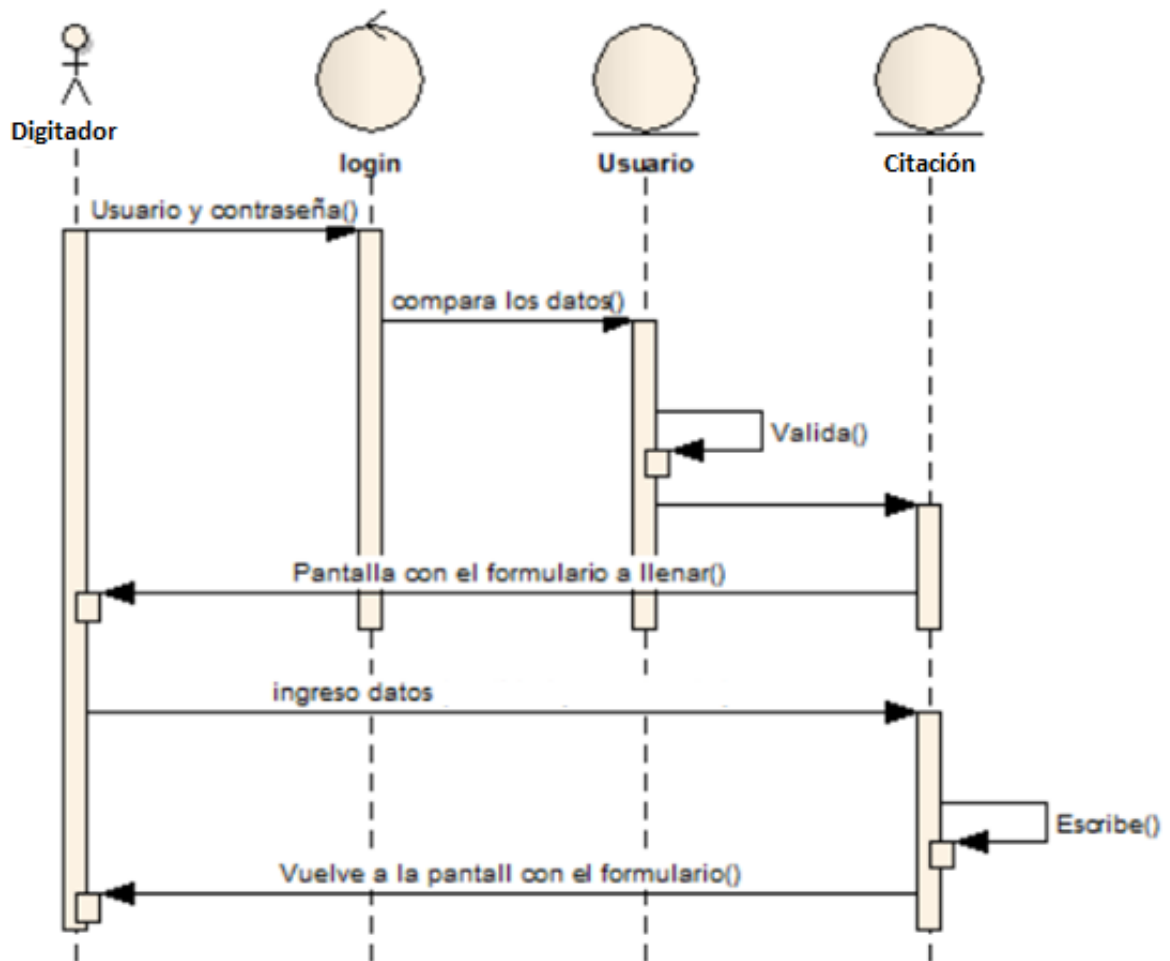 Digitador
login
Usuario
Citación
Usuario y contraseña()
compara los datos()
Valida()
Pantalla con el formulario a llenar()
ingreso datos
Escribe()
Vuelve a la pantall con el formulario()